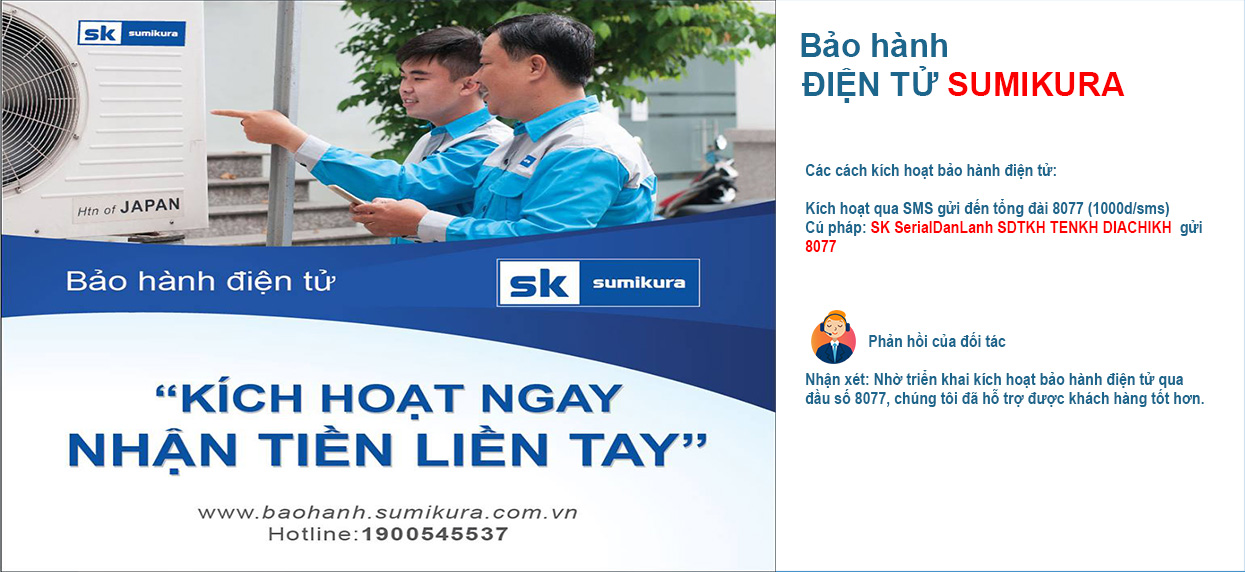 sk sumikura
Htn of JAPAN
sk sumikura
Bảo hành điện tử
sk sumikura
“KÍCH HOẠT NGAY
NHẬN TIỀN LIỀN TAY”
www.baohanh.sumikura.com.vn
Hotline:1900545537
Bảo hành
ĐIỆN TỬ SUMIKURA
Các cách kích hoạt bảo hành điện tử:
Kích hoạt qua SMS gửi đến tổng đài 8077 (1000d/sms)
Cú pháp: SK SerialDanLanh SDTKH TENKH DIACHIKH gửi
8077
Phản hồi của đối tác
Nhận xét: Nhờ triển khai kích hoạt bảo hành điện tử qua
đầu số 8077, chúng tôi đã hỗ trợ được khách hàng tốt hơn.